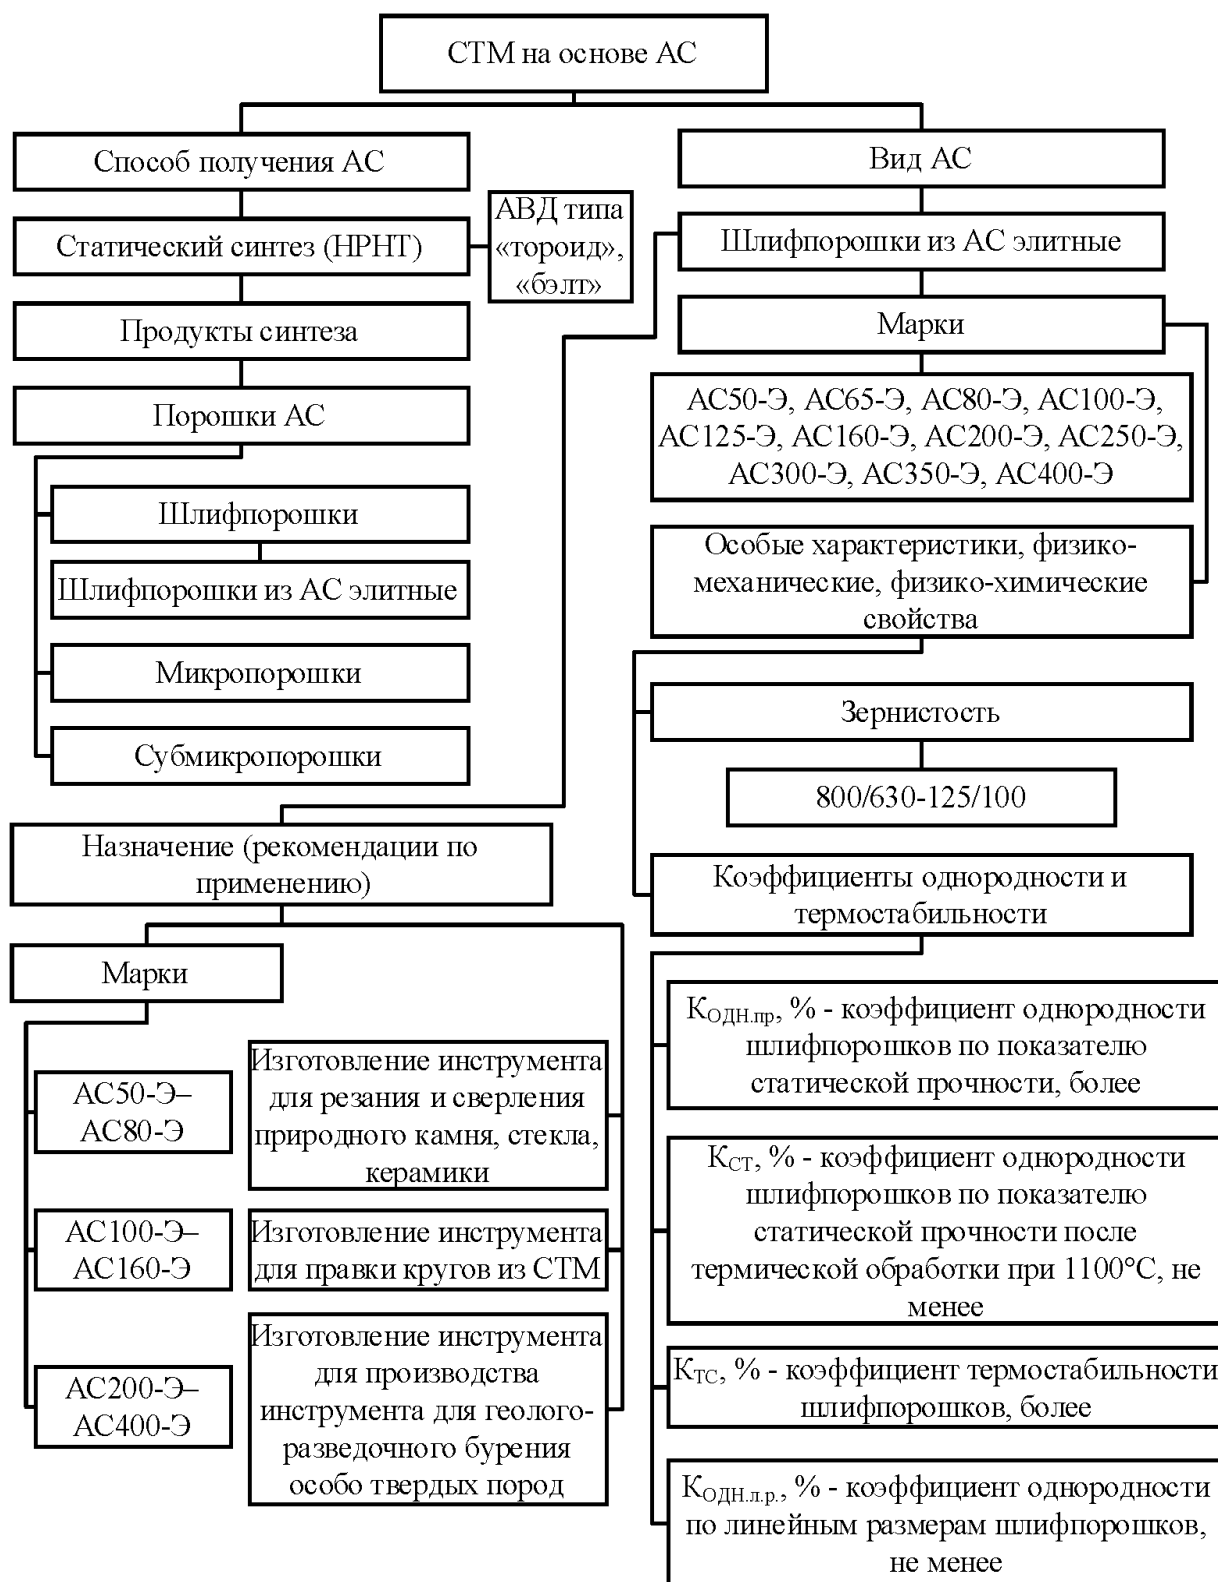 СТМ на основе АС
Способ получения АС
Статический синтез (НРНТ)
АВД типа
«тороид»,
«бэлт»
Продукты синтеза
Порошки АС
Шлифпорошки
Шлифпорошки из АС элитные
Микропорошки
Субмикропорошки
Вид АС
Шлифпорошки из АС элитные
Марки
АС50-Э, АС65-Э, АС80-Э, АС100-Э,
АС125-Э, АС160-Э, АС200-Э, АС250-Э,
АС300-Э, АС350-Э, АС400-Э
Особые характеристики, физико-
механические, физико-химические
свойства
Зернистость
800/630-125/100
Коэффициенты однородности и
термостабильности
КОДН.пр, % - коэффициент однородности
шлифпорошков по показателю
статической прочности, более
КСТ, % - коэффициент однородности
шлифпорошков по показателю
статической прочности после
термической обработки при 1100°С, не
менее
КТС, % - коэффициент термостабильности
шлифпорошков, более
КОДН.л.р., % - коэффициент однородности
по линейным размерам шлифпорошков,
не менее
Назначение (рекомендации по
применению)
Марки
АС50-Э–
АС80-Э
Изготовление инструмента
для резания и сверления
природного камня, стекла,
керамики
АС100-Э–
АС160-Э
Изготовление инструмента
для правки кругов из СТМ
АС200-Э–
АС400-Э
Изготовление инструмента
для производства
инструмента для геолого-
разведочного бурения
особо твердых пород